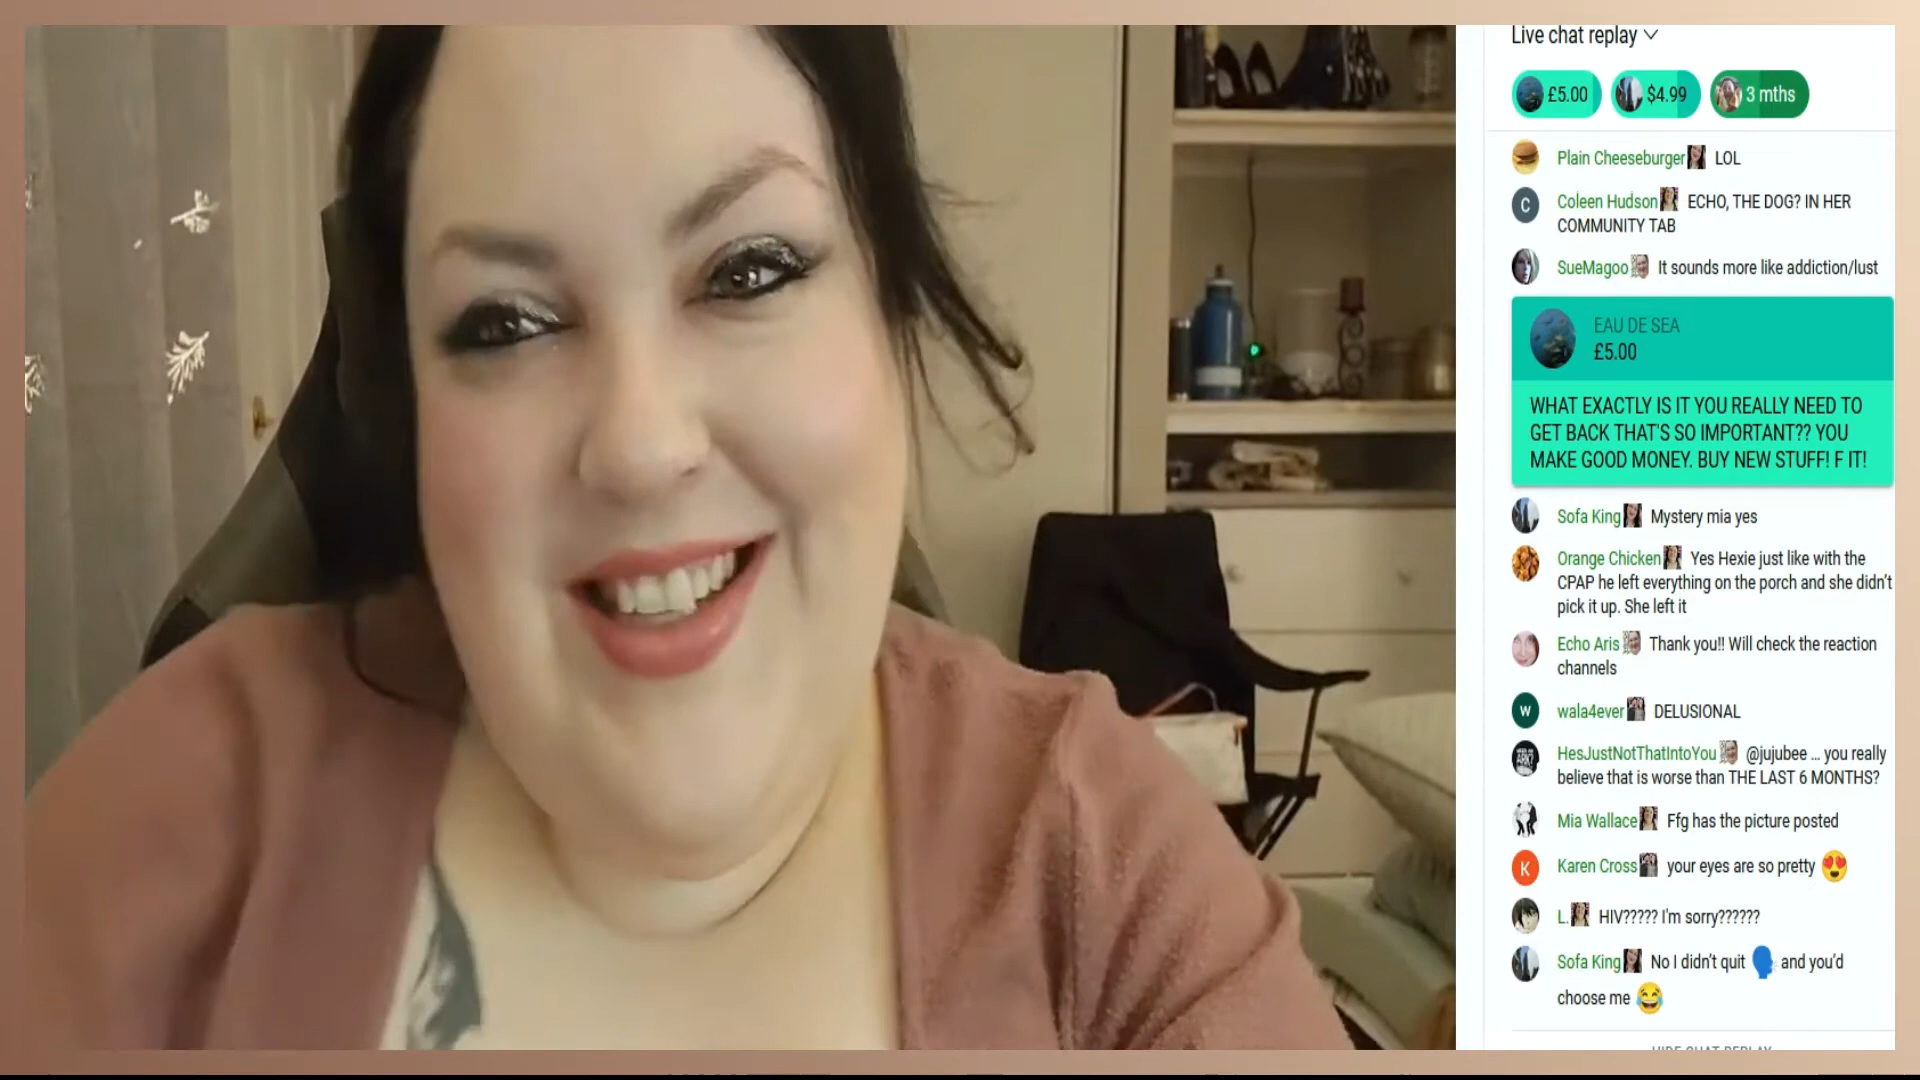 Live chat replay
£5.00 $4.99 3 mths
Plain Cheeseburger LOL
C Coleen Hudson ECHO, THE DOG? IN HER
COMMUNITY TAB
SueMagoo It sounds more like addiction/lust
EAU DE SEA
£5.00
WHAT EXACTLY IS IT YOU REALLY NEED TO
GET BACK THAT'S SO IMPORTANT?? YOU
MAKE GOOD MONEY. BUY NEW STUFF! F IT!
Sofa King Mystery mia yes
Orange Chicken Yes Hexie just like with the
CPAP he left everything on the porch and she didn't
pick it up. She left it
Echo Aris Thank you!! Will check the reaction
channels
W wala4ever DELUSIONAL
HesJustNotThatIntoYou @jujubee ... you really
believe that is worse than THE LAST 6 MONTHS?
Mia Wallace Ffg has the picture posted
K Karen Cross your eyes are so pretty 😍
L. HIV????? I'm sorry??????
Sofa King No I didn't quit 🗣 and you'd
choose me 😂
HIDE CHAT REPLAY